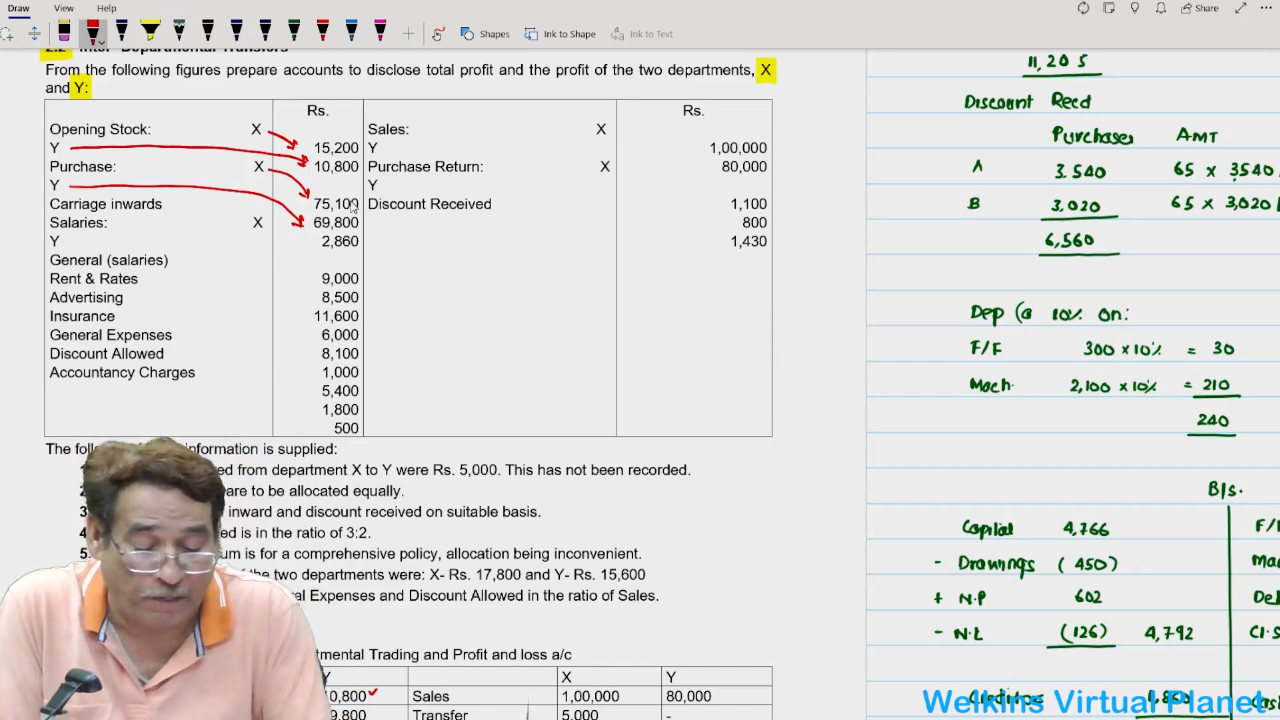 Draw View Share
Shapes Ink to Shape Ink to Text
2.2 Inter- Departmental Transfers
From the following figures prepare accounts to disclose total profit and the profit of the two departments, X
and Y:
Rs. Rs.
Opening Stock: X Sales: X
Y 15,200 Y 1,00,000
Purchase: X 10,800 Purchase Return: X 80,000
Y Y
Carriage inwards 75,100 Discount Received 1,100
Salaries: X 69,800 800
Y 2,860 1,430
General (salaries)
Rent & Rates 9,000
Advertising 8,500
Insurance 11,600
General Expenses 6,000
Discount Allowed 8,100
Accountancy Charges 1,000
5,400
1,800
500
The information is supplied:
from department X to Y were Rs. 5,000. This has not been recorded.
are to be allocated equally.
inward and discount received on suitable basis.
is in the ratio of 3:2.
is for a comprehensive policy, allocation being inconvenient.
the two departments were: X- Rs. 17,800 and Y- Rs. 15,600
Expenses and Discount Allowed in the ratio of Sales.
Trading and Profit and loss a/c
Y X Y
Sales 1,00,000 80,000
Transfer 5,000 -
11,205
Discount Recd
Purchases AMT
A 3.540 65 x 3,540
B 3,020 65 x 3,020
6,560
Dep @ 10% on:
F/F 300 x 10% = 30
Mach. 2,100 x 10% = 210
240
B/s.
Capital 4,766
- Drawings (450)
+ N.P 602
- N.L (126) 4,792
Creditors
Welkins Virtual Planet